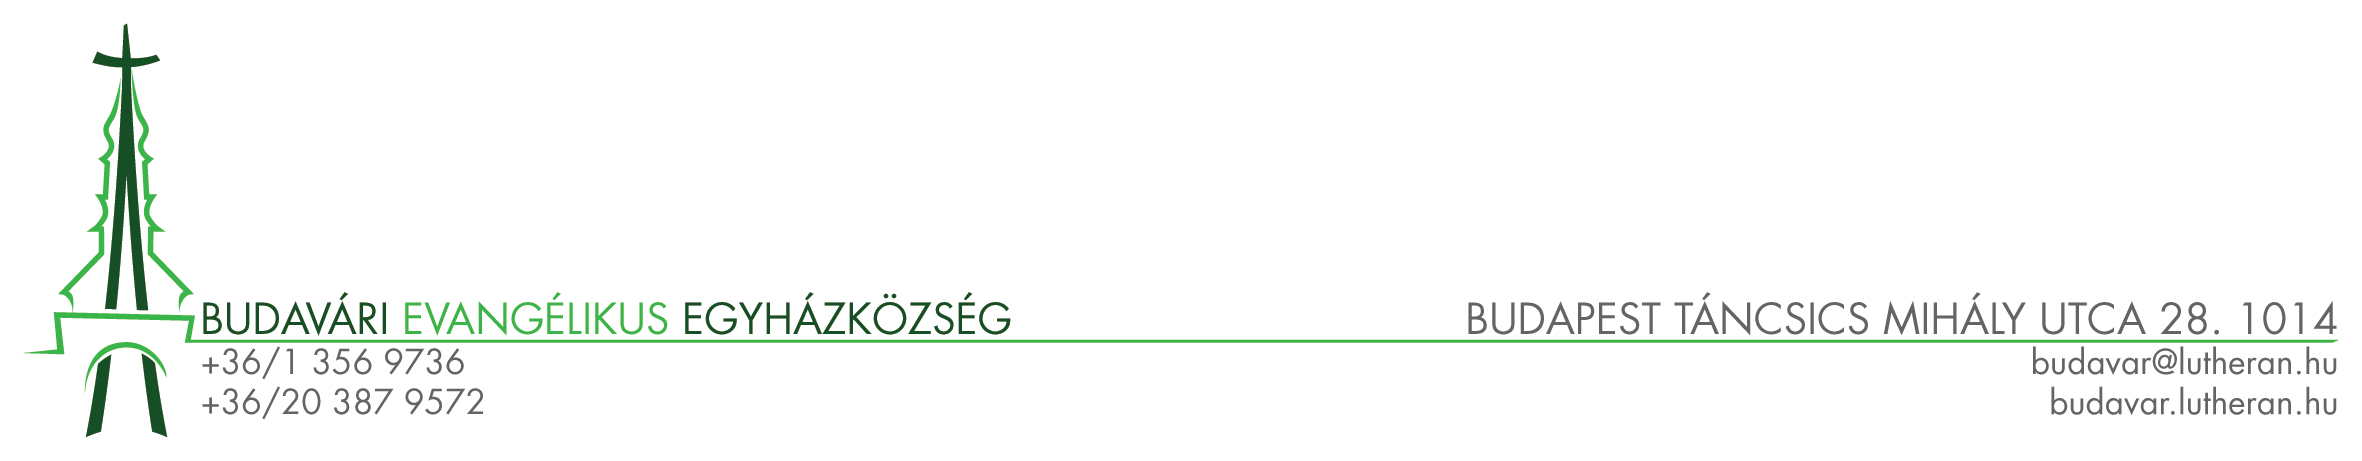 BUDAVÁRI EVANGÉLIKUS EGYHÁZKÖZSÉG
+36/1 356 9736
+36/20 387 9572
BUDAPEST TÁNCSICS MIHÁLY UTCA 28. 1014
budavar@lutheran.hu
budavar.lutheran.hu